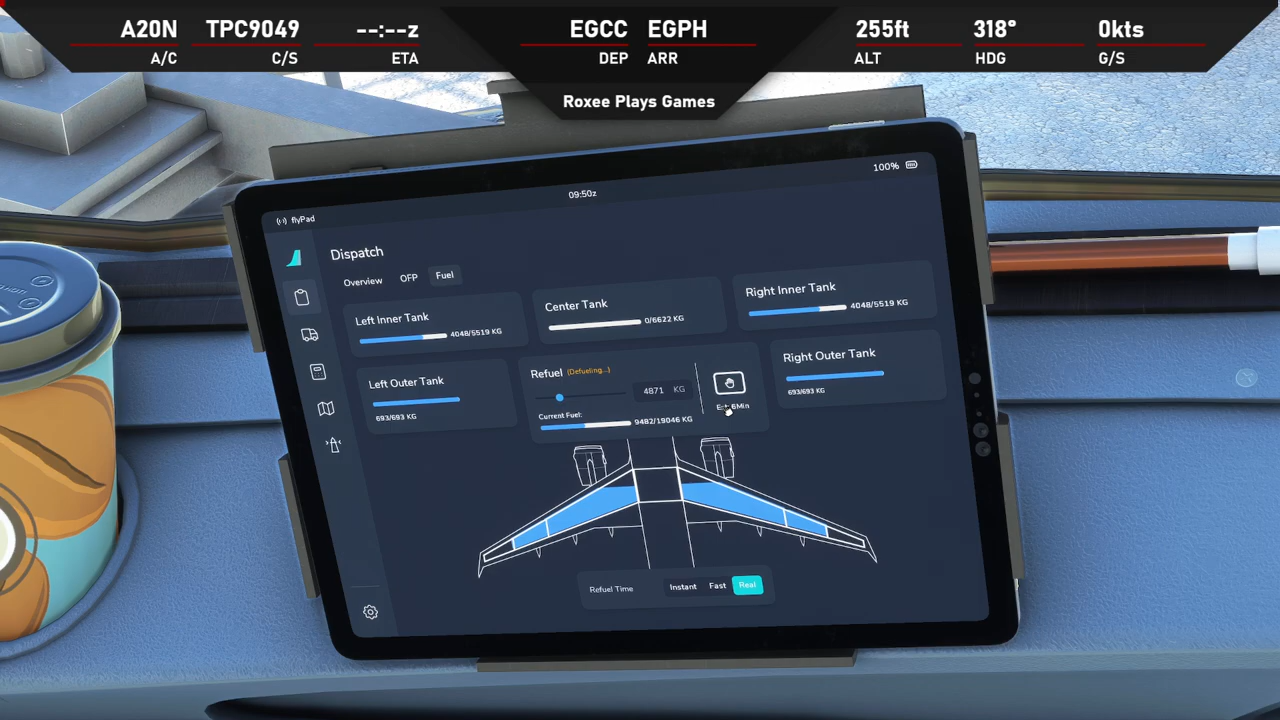 A20N TPC9049 --:--z EGCC EGPH 255ft 318° 0kts
A/C C/S ETA DEP ARR ALT HDG G/S
Roxee Plays Games
flyPad 09:50z 100%
Dispatch
Overview OFP Fuel
Left Inner Tank
4048/5519 KG
Center Tank
0/6622 KG
Right Inner Tank
4048/5519 KG
Left Outer Tank
693/693 KG
Refuel (Defueling...)
4871 KG
Current Fuel:
9482/19046 KG
6Min
Right Outer Tank
693/693 KG
Refuel Time Instant Fast Real